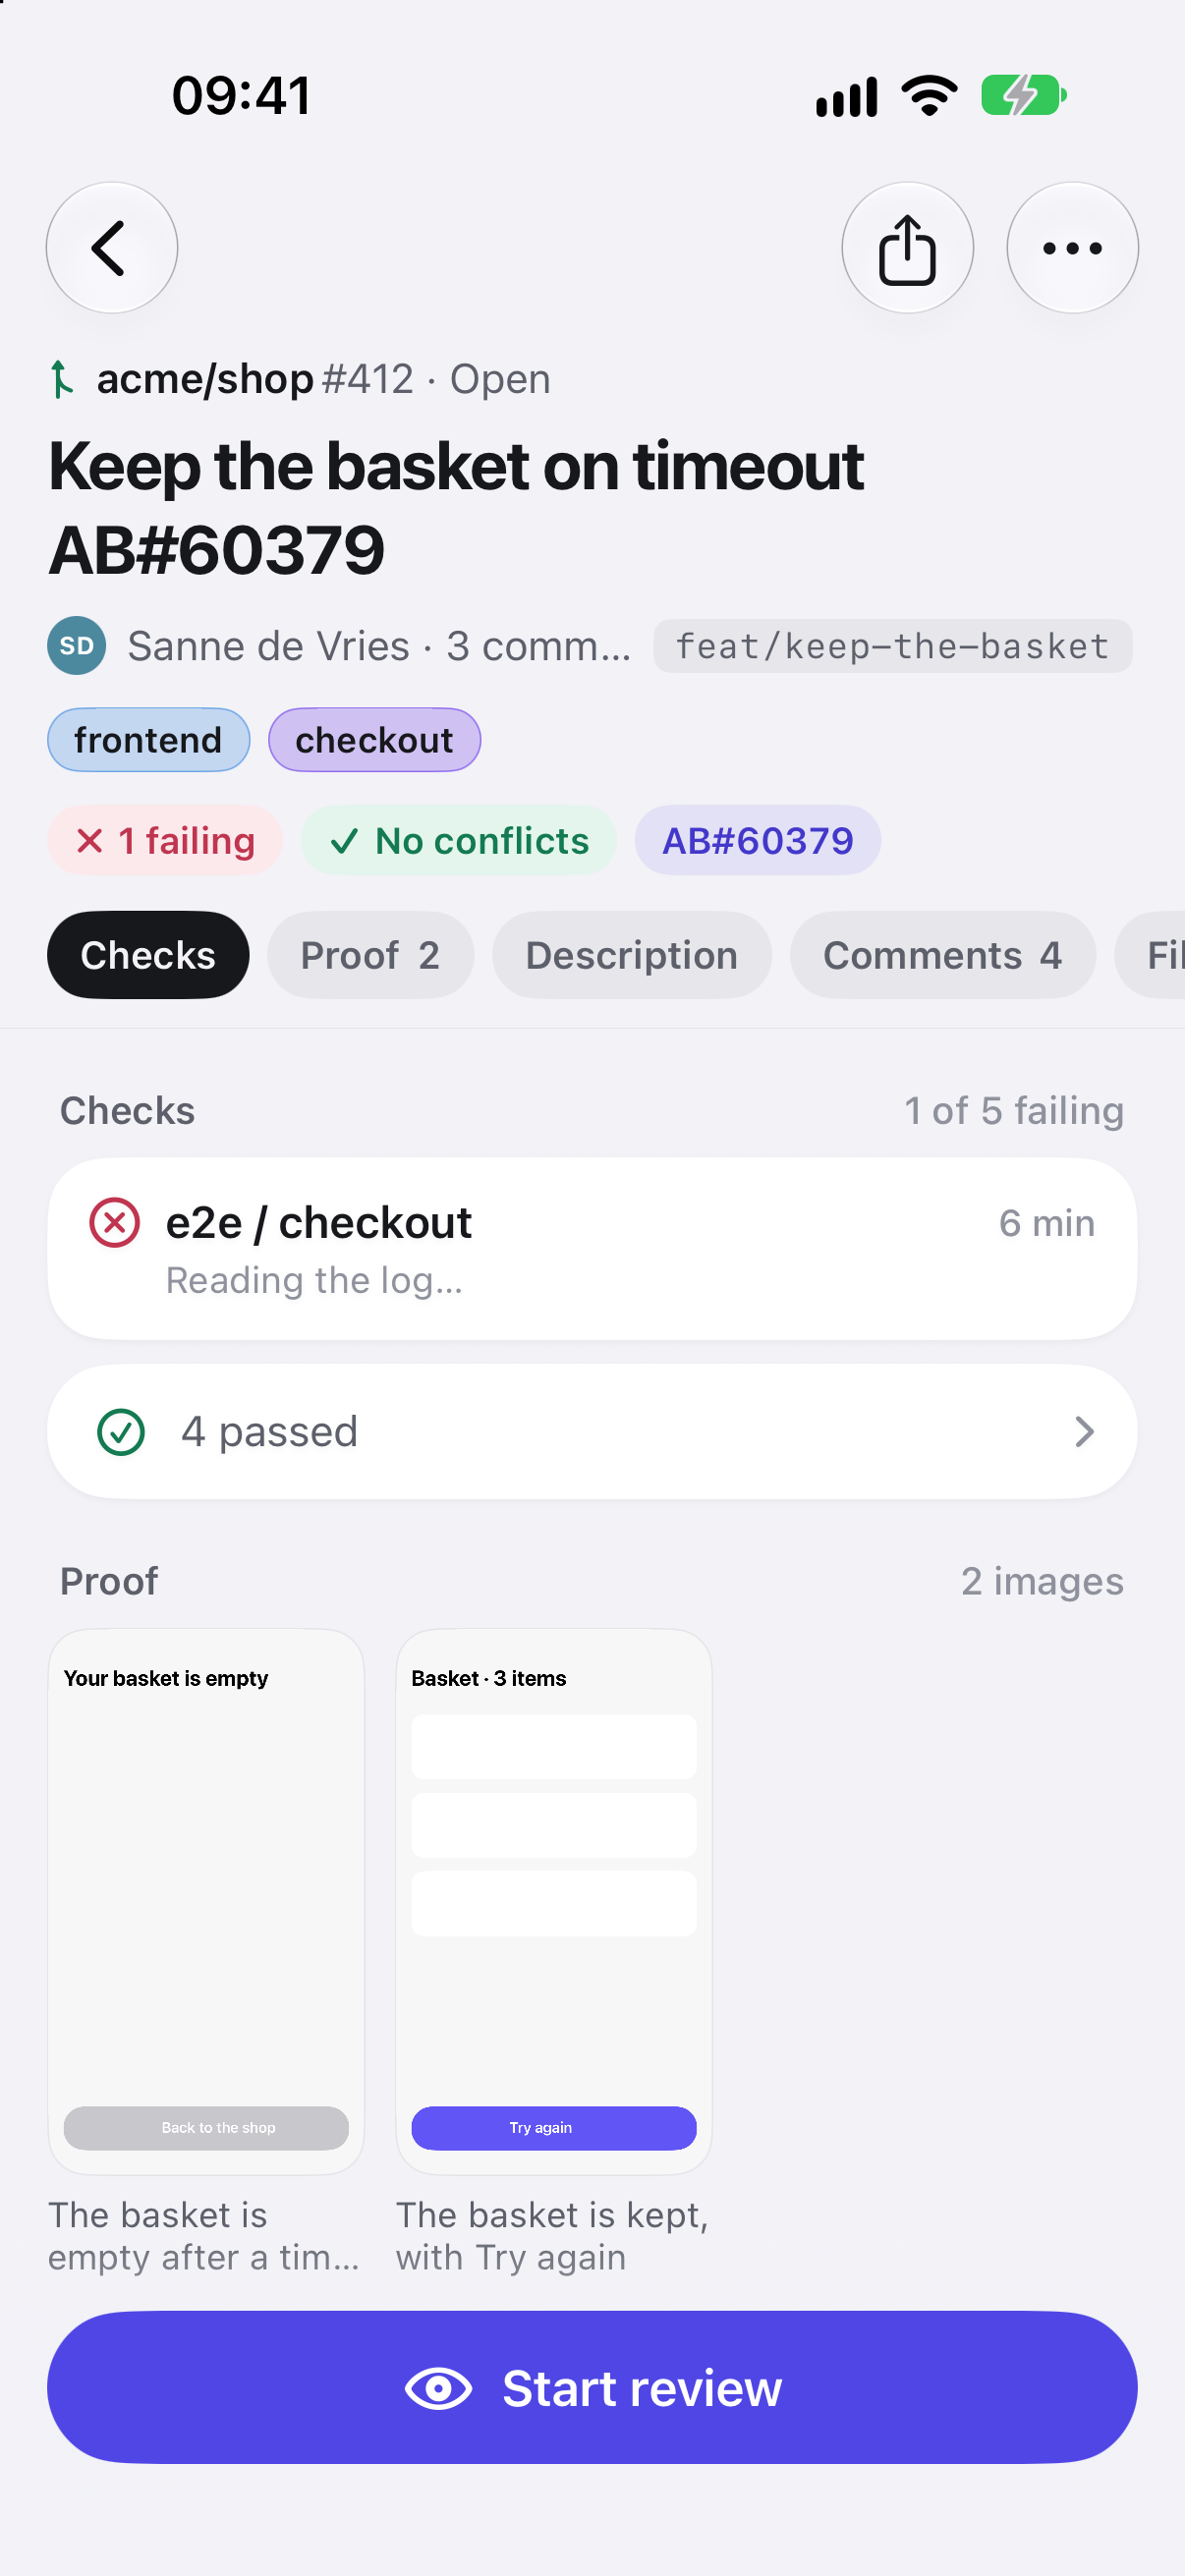 09:41
acme/shop #412 · Open
Keep the basket on timeout
AB#60379
SD Sanne de Vries · 3 comm... feat/keep-the-basket
frontend checkout
1 failing No conflicts AB#60379
Checks Proof 2 Description Comments 4 Fil
Checks 1 of 5 failing
e2e / checkout 6 min
Reading the log...
4 passed
Proof 2 images
Your basket is empty
Back to the shop
Basket · 3 items
Try again
The basket is
empty after a tim...
The basket is kept,
with Try again
Start review